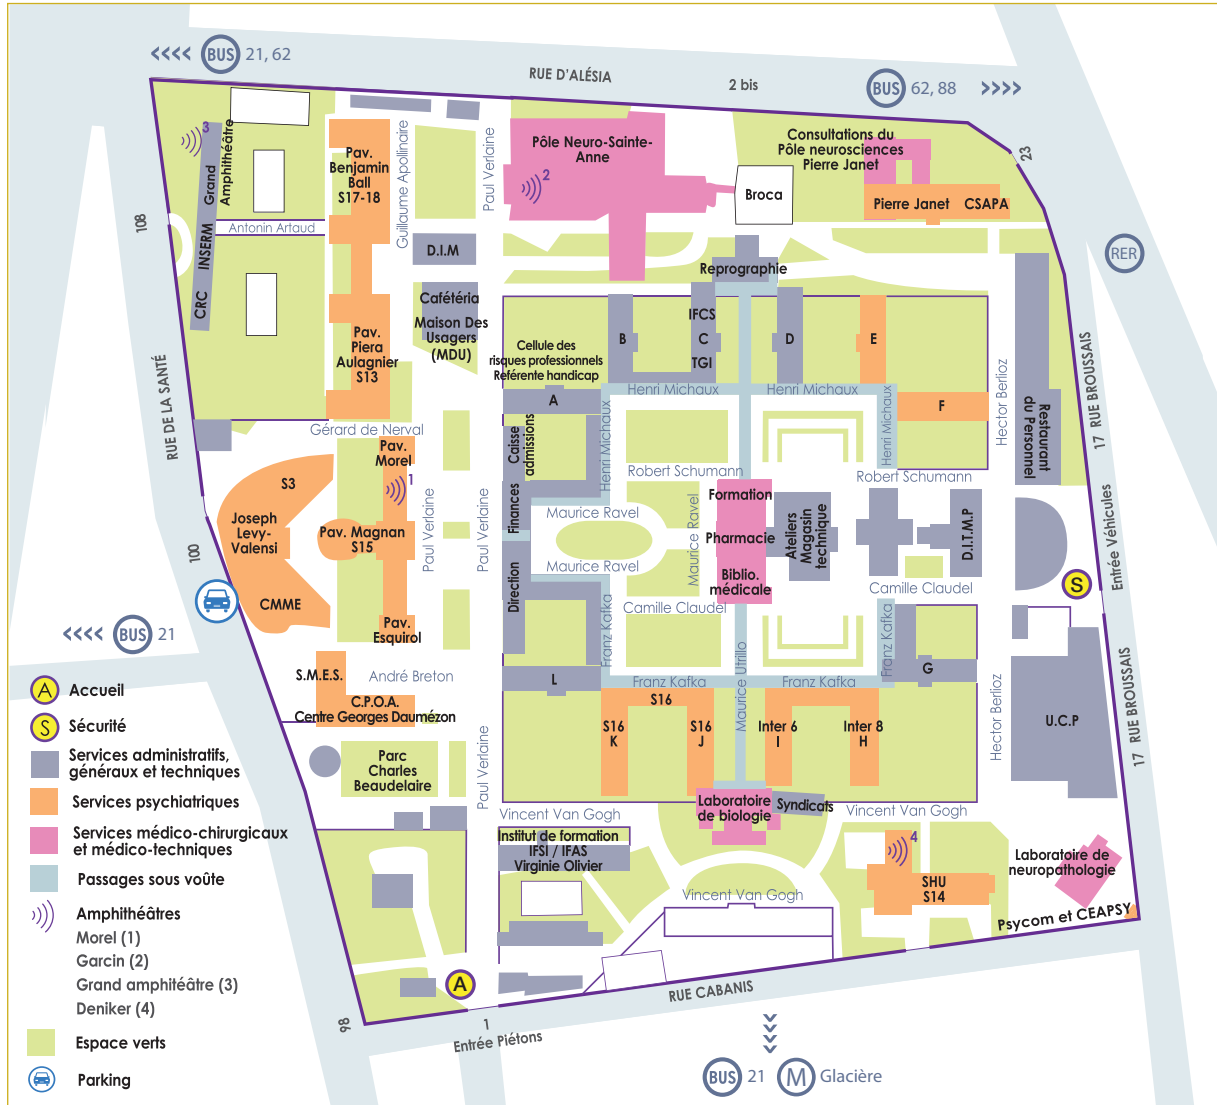 BUS 21, 62
RUE D'ALÉSIA
2 bis
BUS 62, 88
23
108
3
Grand
Amphithéâtre
INSERM
CRC
Antonin Artaud
Pav.
Benjamin
Ball
S17-18
Guillaume Apollinaire
Paul Verlaine
Pôle Neuro-Sainte-
Anne
2
Broca
Consultations du
Pôle neurosciences
Pierre Janet
Pierre Janet CSAPA
RER
D.I.M
Reprographie
Cafétéria
Maison Des
Usagers
(MDU)
Pav.
Piera
Aulagnier
S13
Cellule des
risques professionnels
Référente handicap
A
B
IFCS
C
TGI
D
E
F
Henri Michaux
Henri Michaux
Henri Michaux
Henri Michaux
Hector Berlioz
Restaurant
du Personnel
17 RUE BROUSSAIS
RUE DE LA SANTÉ
Gérard de Nerval
Pav.
Morel
1
Caisse
admissions
Robert Schumann
Robert Schumann
S3
Joseph
Levy-
Valensi
CMME
Pav. Magnan
S15
Pav.
Esquirol
Paul Verlaine
Paul Verlaine
Finances
Direction
Maurice Ravel
Maurice Ravel
Maurice Ravel
Formation
Pharmacie
Biblio.
médicale
Ateliers
Magasin
technique
D.I.T.M.P
Entrée Véhicules
S
100
Camille Claudel
Camille Claudel
Franz Kafka
Franz Kafka
Franz Kafka
Franz Kafka
Maurice Utrillo
BUS 21
S.M.E.S.
André Breton
C.P.O.A.
Centre Georges Daumézon
L
G
S16
S16
K
S16
J
Inter 6
I
Inter 8
H
Hector Berlioz
U.C.P
17 RUE BROUSSAIS
Parc
Charles
Beaudelaire
Paul Verlaine
Vincent Van Gogh
Laboratoire
de biologie
Syndicats
Vincent Van Gogh
Institut de formation
IFSI / IFAS
Virginie Olivier
4
SHU
S14
Laboratoire de
neuropathologie
Vincent Van Gogh
Psycom et CEAPSY
A
98
1
Entrée Piétons
RUE CABANIS
BUS 21 M Glacière
A Accueil
S Sécurité
Services administratifs,
généraux et techniques
Services psychiatriques
Services médico-chirurgicaux
et médico-techniques
Passages sous voûte
Amphithéâtres
Morel (1)
Garcin (2)
Grand amphitéâtre (3)
Deniker (4)
Espace verts
Parking